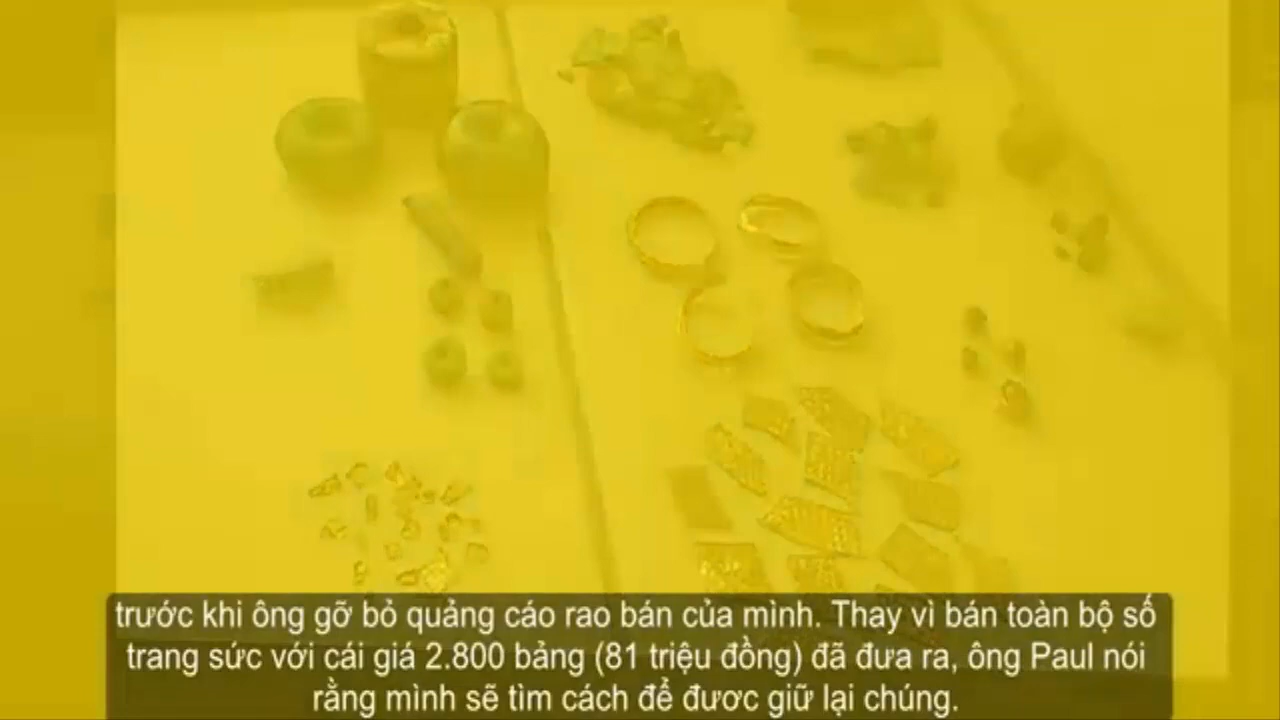 trước khi ông gỡ bỏ quảng cáo rao bán của mình. Thay vì bán toàn bộ số
trang sức với cái giá 2.800 bảng (81 triệu đồng) đã đưa ra, ông Paul nói
rằng mình sẽ tìm cách để đươc giữ lại chúng.